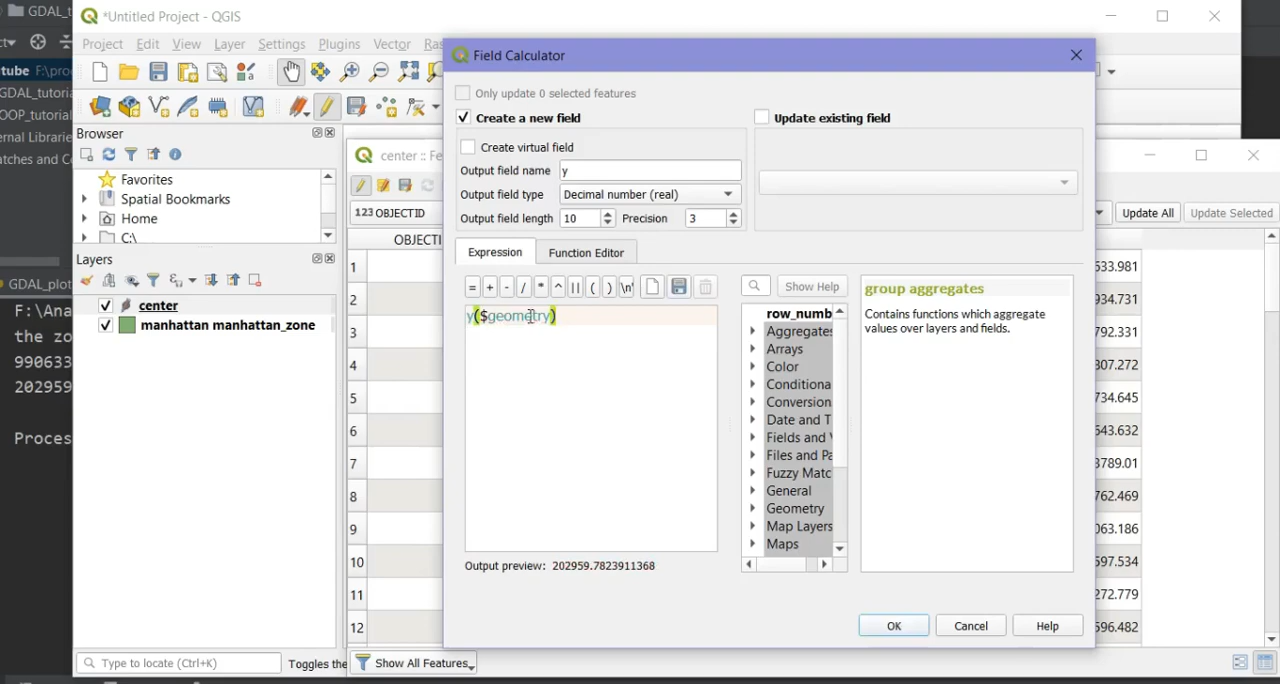 GDAL_t
*Untitled Project - QGIS
Project Edit View Layer Settings Plugins Vector Ras
tube F:\pro
GDAL_tutori
OOP_tutoria
ernal Librarie
atches and Co
GDAL_plot
F:\Ana
the zo
990633
202959
Proces
Browser
Favorites
Spatial Bookmarks
Home
C:\
Layers
center
manhattan manhattan_zone
Type to locate (Ctrl+K)
Toggles the
center :: Fe
123 OBJECTID
Update All
Update Selected
OBJECTI
1
533.981
2
934.731
3
792.331
4
807.272
5
734.645
6
643.632
7
3789.01
8
762.469
9
063.186
10
597.534
11
272.779
12
596.482
Show All Features
Field Calculator
Only update 0 selected features
Create a new field
Update existing field
Create virtual field
Output field name y
Output field type Decimal number (real)
Output field length 10 Precision 3
Expression Function Editor
= + - / * ^ || ( ) '\n'
Show Help
y($geometry)
row_numb
Aggregates
Arrays
Color
Conditiona
Conversion
Date and T
Fields and V
Files and Pa
Fuzzy Matc
General
Geometry
Map Layers
Maps
group aggregates
Contains functions which aggregate
values over layers and fields.
Output preview: 202959.7823911368
OK Cancel Help